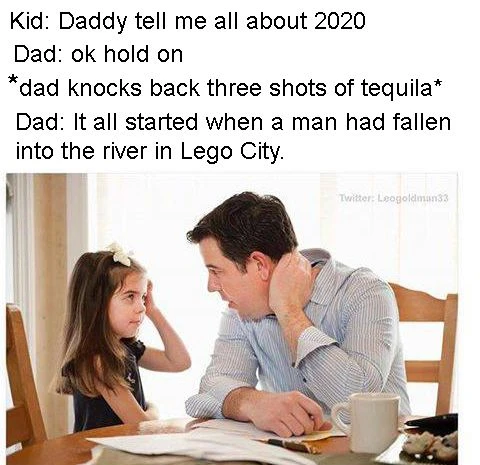 Kid: Daddy tell me all about 2020
Dad: ok hold on
*dad knocks back three shots of tequila*
Dad: It all started when a man had fallen
into the river in Lego City.
Twitter: Leogoldman33